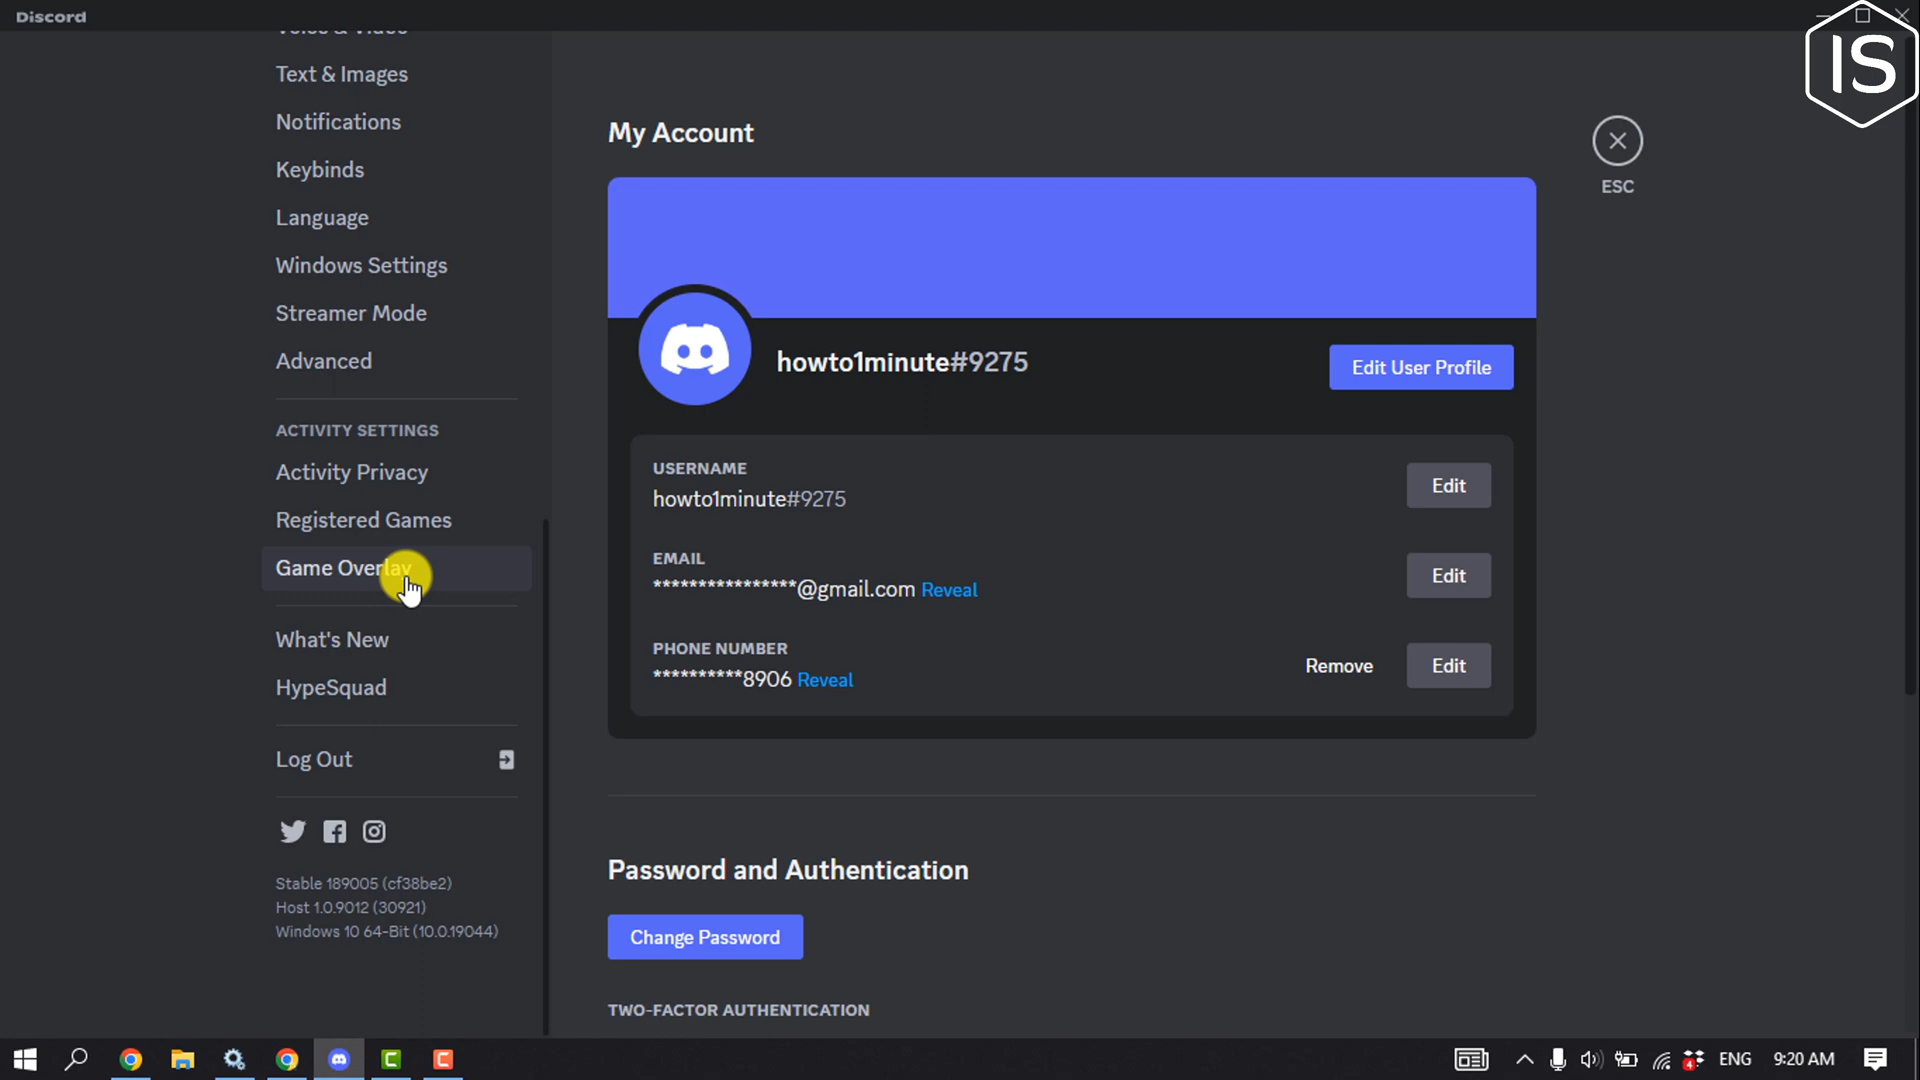 Discord
IS
Voice & Video
Text & Images
Notifications
Keybinds
Language
Windows Settings
Streamer Mode
Advanced
ACTIVITY SETTINGS
Activity Privacy
Registered Games
Game Overlay
What's New
HypeSquad
Log Out
Stable 189005 (cf38be2)
Host 1.0.9012 (30921)
Windows 10 64-Bit (10.0.19044)
My Account
ESC
howto1minute#9275
Edit User Profile
USERNAME
howto1minute#9275
Edit
EMAIL
****************@gmail.com Reveal
Edit
PHONE NUMBER
**********8906 Reveal
Remove
Edit
Password and Authentication
Change Password
TWO-FACTOR AUTHENTICATION
4
ENG
9:20 AM